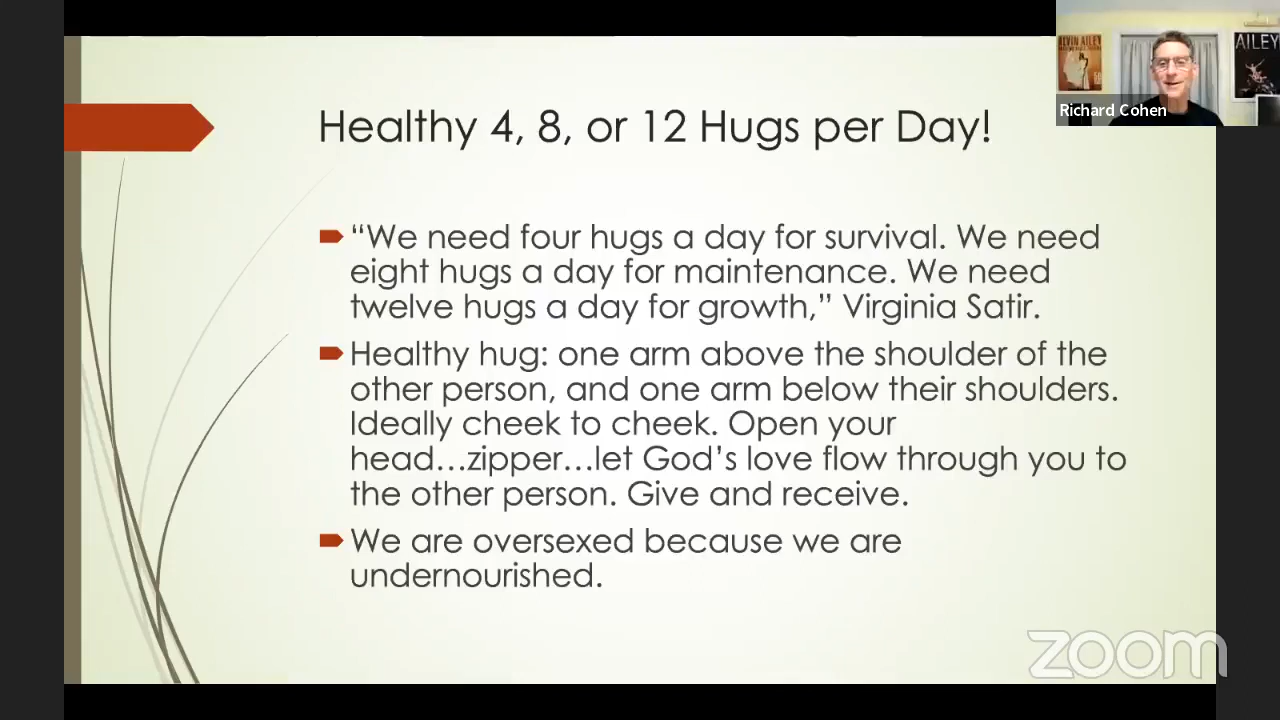 ALVIN AILEY
AILEY
Richard Cohen
Healthy 4, 8, or 12 Hugs per Day!
“We need four hugs a day for survival. We need
eight hugs a day for maintenance. We need
twelve hugs a day for growth,” Virginia Satir.
Healthy hug: one arm above the shoulder of the
other person, and one arm below their shoulders.
Ideally cheek to cheek. Open your
head…zipper…let God’s love flow through you to
the other person. Give and receive.
We are oversexed because we are
undernourished.
zoom